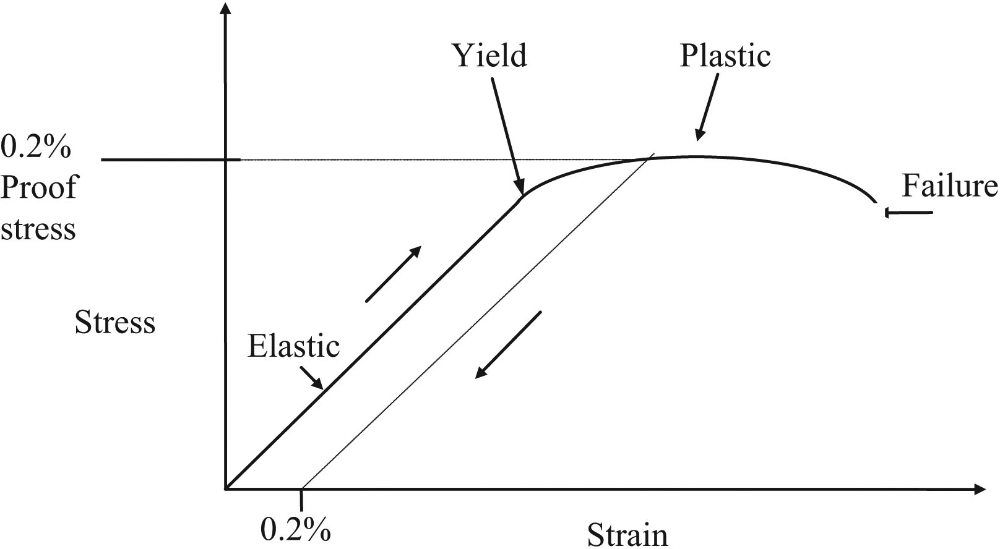 Yield
Plastic
0.2%
Proof
stress
Failure
Stress
Elastic
0.2%
Strain